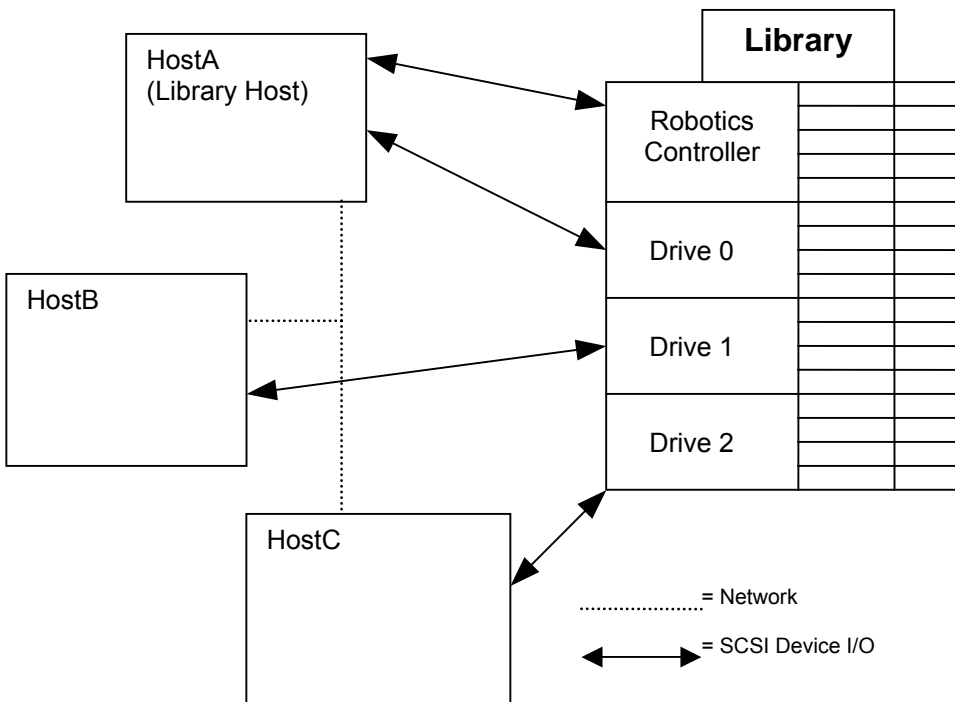 Library
HostA
(Library Host)
Robotics
Controller
Drive 0
HostB
Drive 1
Drive 2
HostC
= Network
= SCSI Device I/O